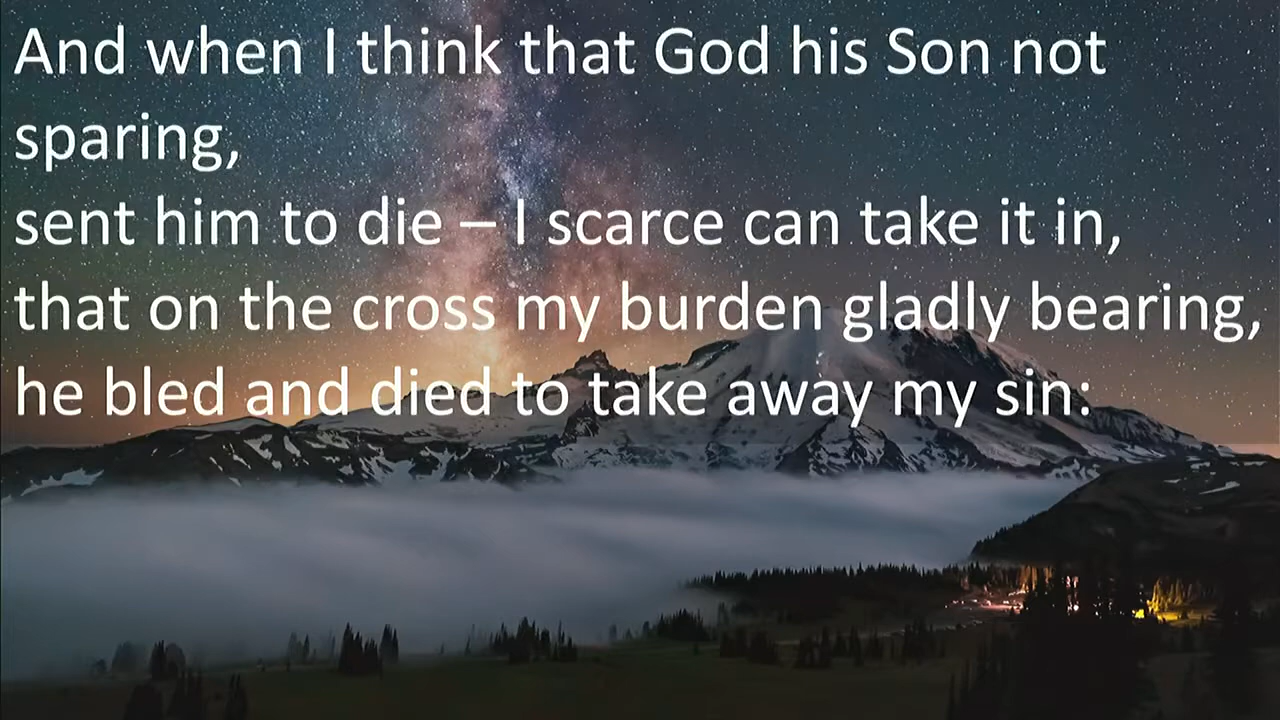 And when I think that God his Son not
sparing,
sent him to die – I scarce can take it in,
that on the cross my burden gladly bearing,
he bled and died to take away my sin: